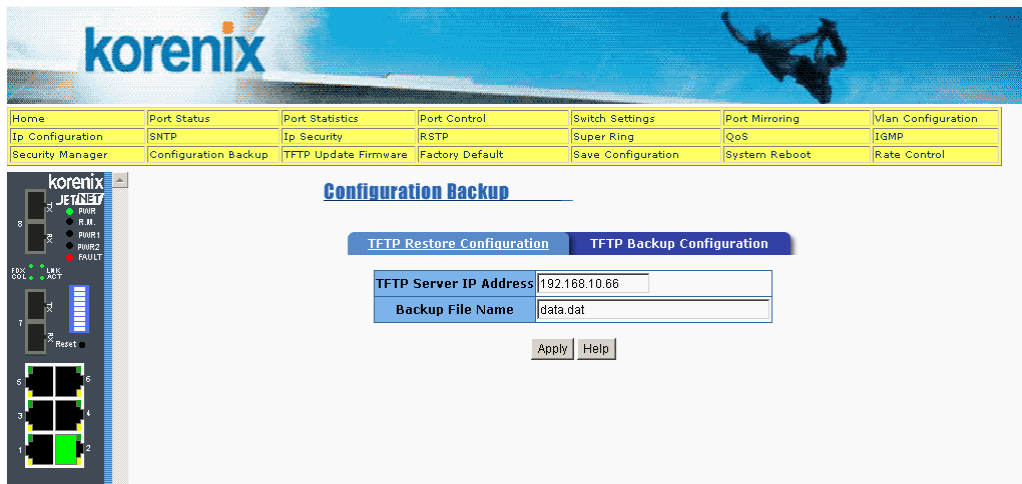 korenix
Home Port Status Port Statistics Port Control Switch Settings Port Mirroring Vlan Configuration
Ip Configuration SNTP Ip Security RSTP Super Ring QoS IGMP
Security Manager Configuration Backup TFTP Update Firmware Factory Default Save Configuration System Reboot Rate Control
korenix
JETNET
TX
PWR
R.M.
8
PWR1
RX
PWR2
FAULT
FDX LNK
COL ACT
TX
7
RX
Reset
5 6
3 4
1 2
Configuration Backup
TFTP Restore Configuration TFTP Backup Configuration
TFTP Server IP Address 192.168.10.66
Backup File Name data.dat
Apply Help